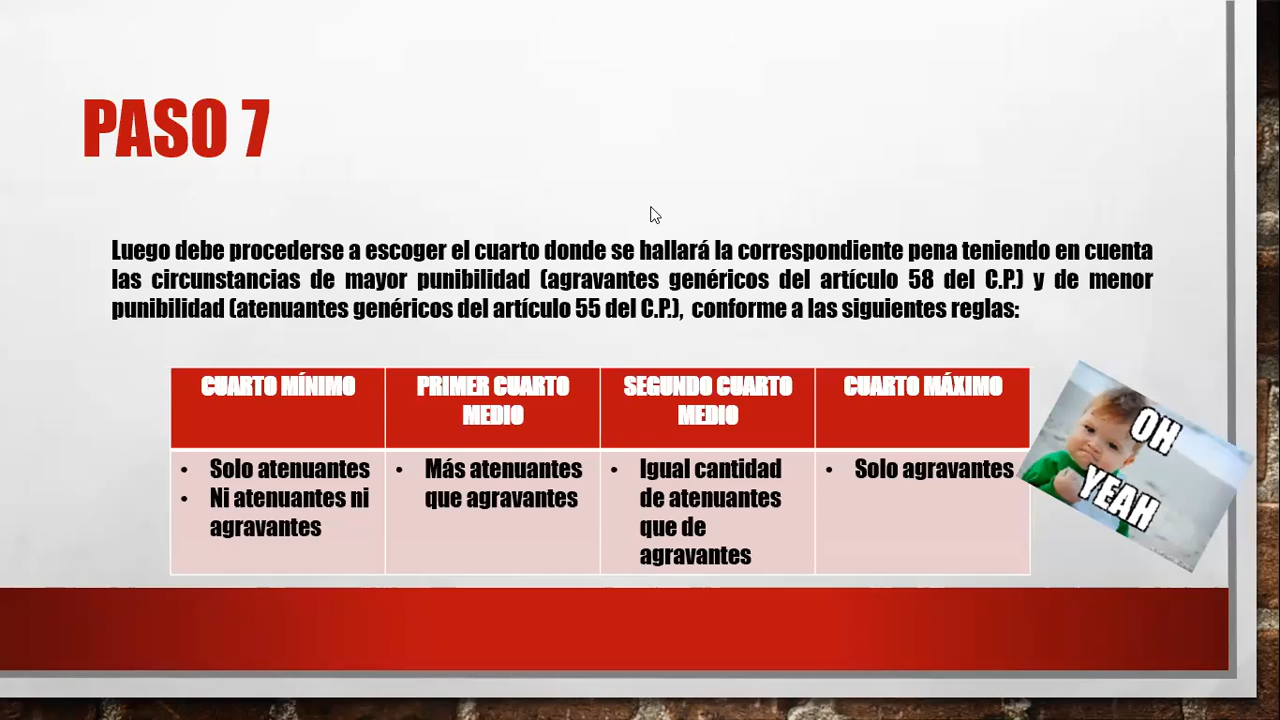 PASO 7
Luego debe procederse a escoger el cuarto donde se hallará la correspondiente pena teniendo en cuenta
las circunstancias de mayor punibilidad (agravantes genéricos del artículo 58 del C.P.) y de menor
punibilidad (atenuantes genéricos del artículo 55 del C.P.), conforme a las siguientes reglas:
CUARTO MÍNIMO
PRIMER CUARTO
MEDIO
SEGUNDO CUARTO
MEDIO
CUARTO MÁXIMO
• Solo atenuantes
• Ni atenuantes ni
agravantes
• Más atenuantes
que agravantes
• Igual cantidad
de atenuantes
que de
agravantes
• Solo agravantes
OH
YEAH